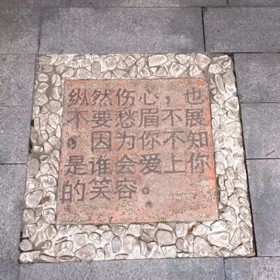 纵然伤心，也
不要愁眉不展
。因为你不知
是谁会爱上你
的笑容。